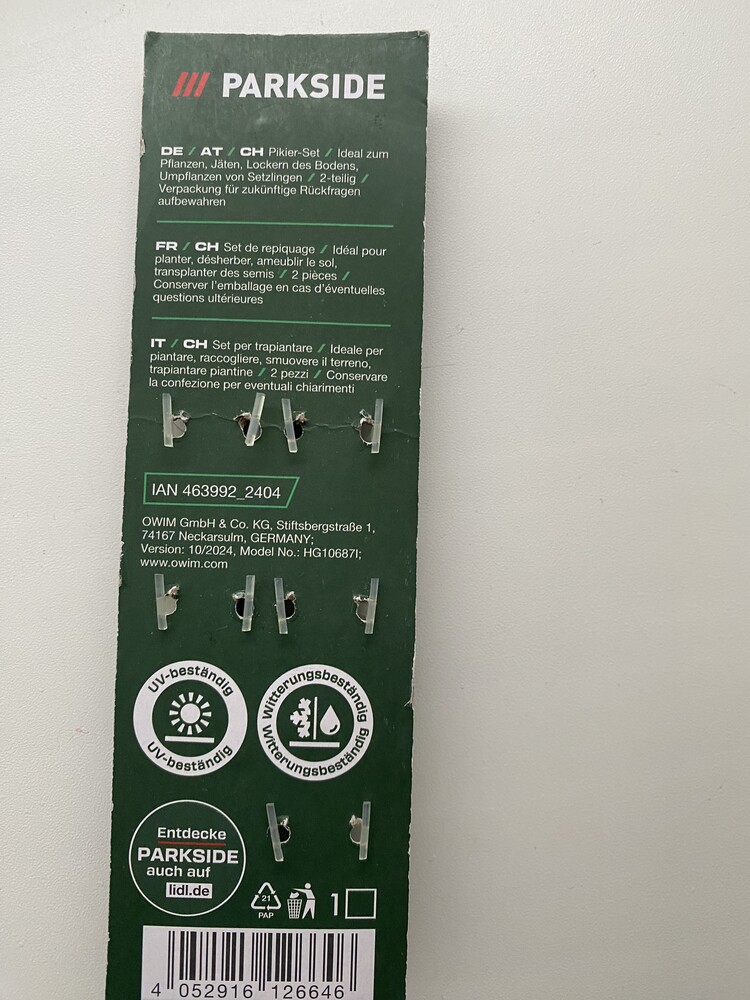 PARKSIDE
DE / AT / CH Pikier-Set / Ideal zum
Pflanzen, Jäten, Lockern des Bodens,
Umpflanzen von Setzlingen / 2-teilig /
Verpackung für zukünftige Rückfragen
aufbewahren
FR / CH Set de repiquage / Idéal pour
planter, désherber, ameublir le sol,
transplanter des semis / 2 pièces /
Conserver l'emballage en cas d'éventuelles
questions ultérieures
IT / CH Set per trapiantare / Ideale per
piantare, raccogliere, smuovere il terreno,
trapiantare piantine / 2 pezzi / Conservare
la confezione per eventuali chiarimenti
IAN 463992_2404
OWIM GmbH & Co. KG, Stiftsbergstraße 1,
74167 Neckarsulm, GERMANY;
Version: 10/2024, Model No.: HG10687I;
www.owim.com
UV-beständig
UV-beständig
Witterungsbeständig
Witterungsbeständig
Entdecke
PARKSIDE
auch auf
lidl.de
21
PAP
1
4 052916 126646